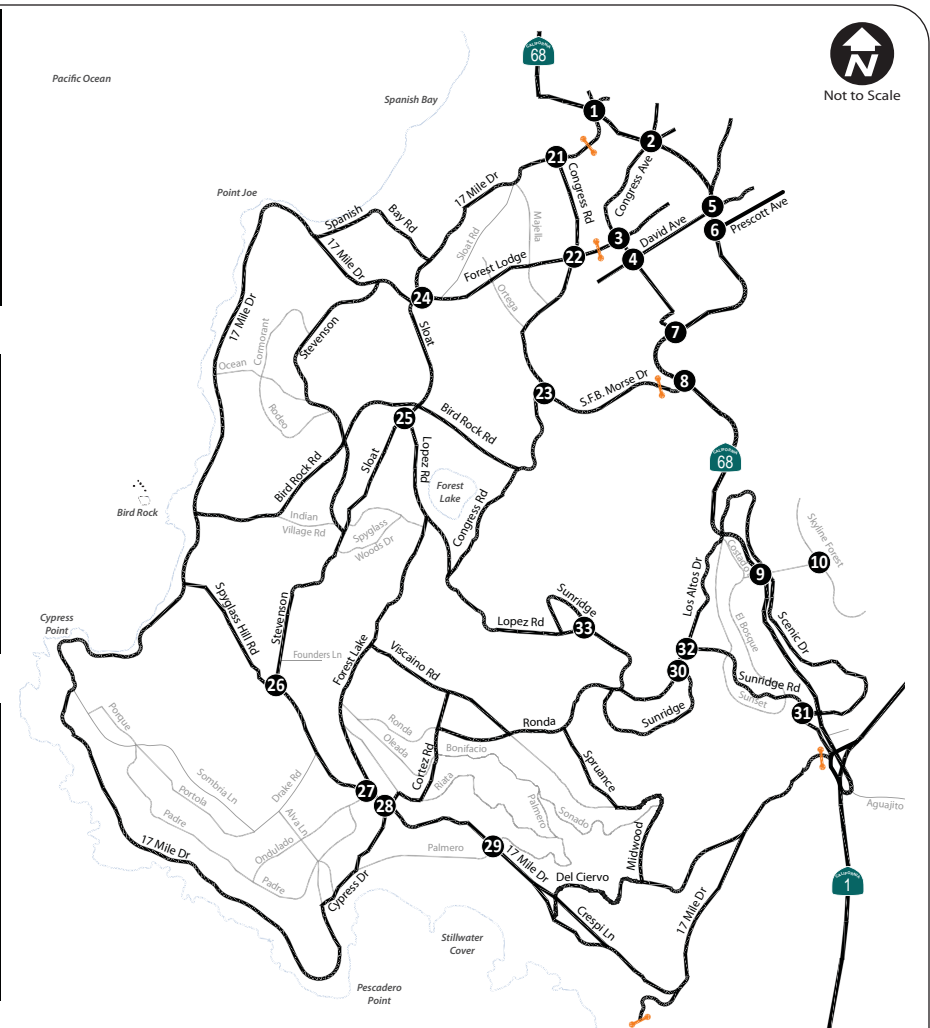 CALIFORNIA
68
N
Not to Scale
Pacific Ocean
Spanish Bay
1
2
21
17 Mile Dr
Congress Rd
Congress Ave
Point Joe
5
Prescott Ave
6
David Ave
3
4
22
Spanish
Bay Rd
17 Mile Dr
Sloat Rd
Majella
Forest Lodge
Ortega
24
17 Mile Dr
Cormorant
Stevenson
Sloat
7
8
S.F.B. Morse Dr
23
Ocean
Rodeo
25
Bird Rock Rd
Sloat
Lopez Rd
Bird Rock Rd
CALIFORNIA
68
Forest
Lake
Bird Rock
Indian
Village Rd
Spyglass
Woods Dr
Congress Rd
Skyline Forest
Costado
9
10
Los Altos Dr
El Bosque
Scenic Dr
Cypress
Point
Spyglass Hill Rd
Stevenson
Founders Ln
Forest Lake
Viscaino Rd
Lopez Rd
Sunridge
33
32
30
Sunridge
Sunridge Rd
Sunset
31
26
Porque
Sombria Ln
Portola
Padre
Drake Rd
Alva Ln
Ondulado
Padre
17 Mile Dr
Cypress Dr
Ronda
Oleada
Cortez Rd
Bonifacio
Riata
Ronda
Spruance
Palmero
Sonado
27
28
29
Palmero
17 Mile Dr
Del Ciervo
Midwood
Crespi Ln
17 Mile Dr
Aguajito
CALIFORNIA
1
Stillwater
Cover
Pescadero
Point